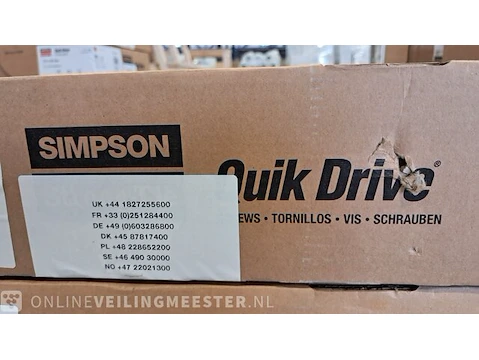 SIMPSON
Quik Drive®
EWS • TORNILLOS • VIS • SCHRAUBEN
UK +44 1827255600
FR +33 (0)251284400
DE +49 (0)603286800
DK +45 87817400
PL +48 228652200
SE +46 490 30000
NO +47 22021300
ONLINEVEILINGMEESTER.NL